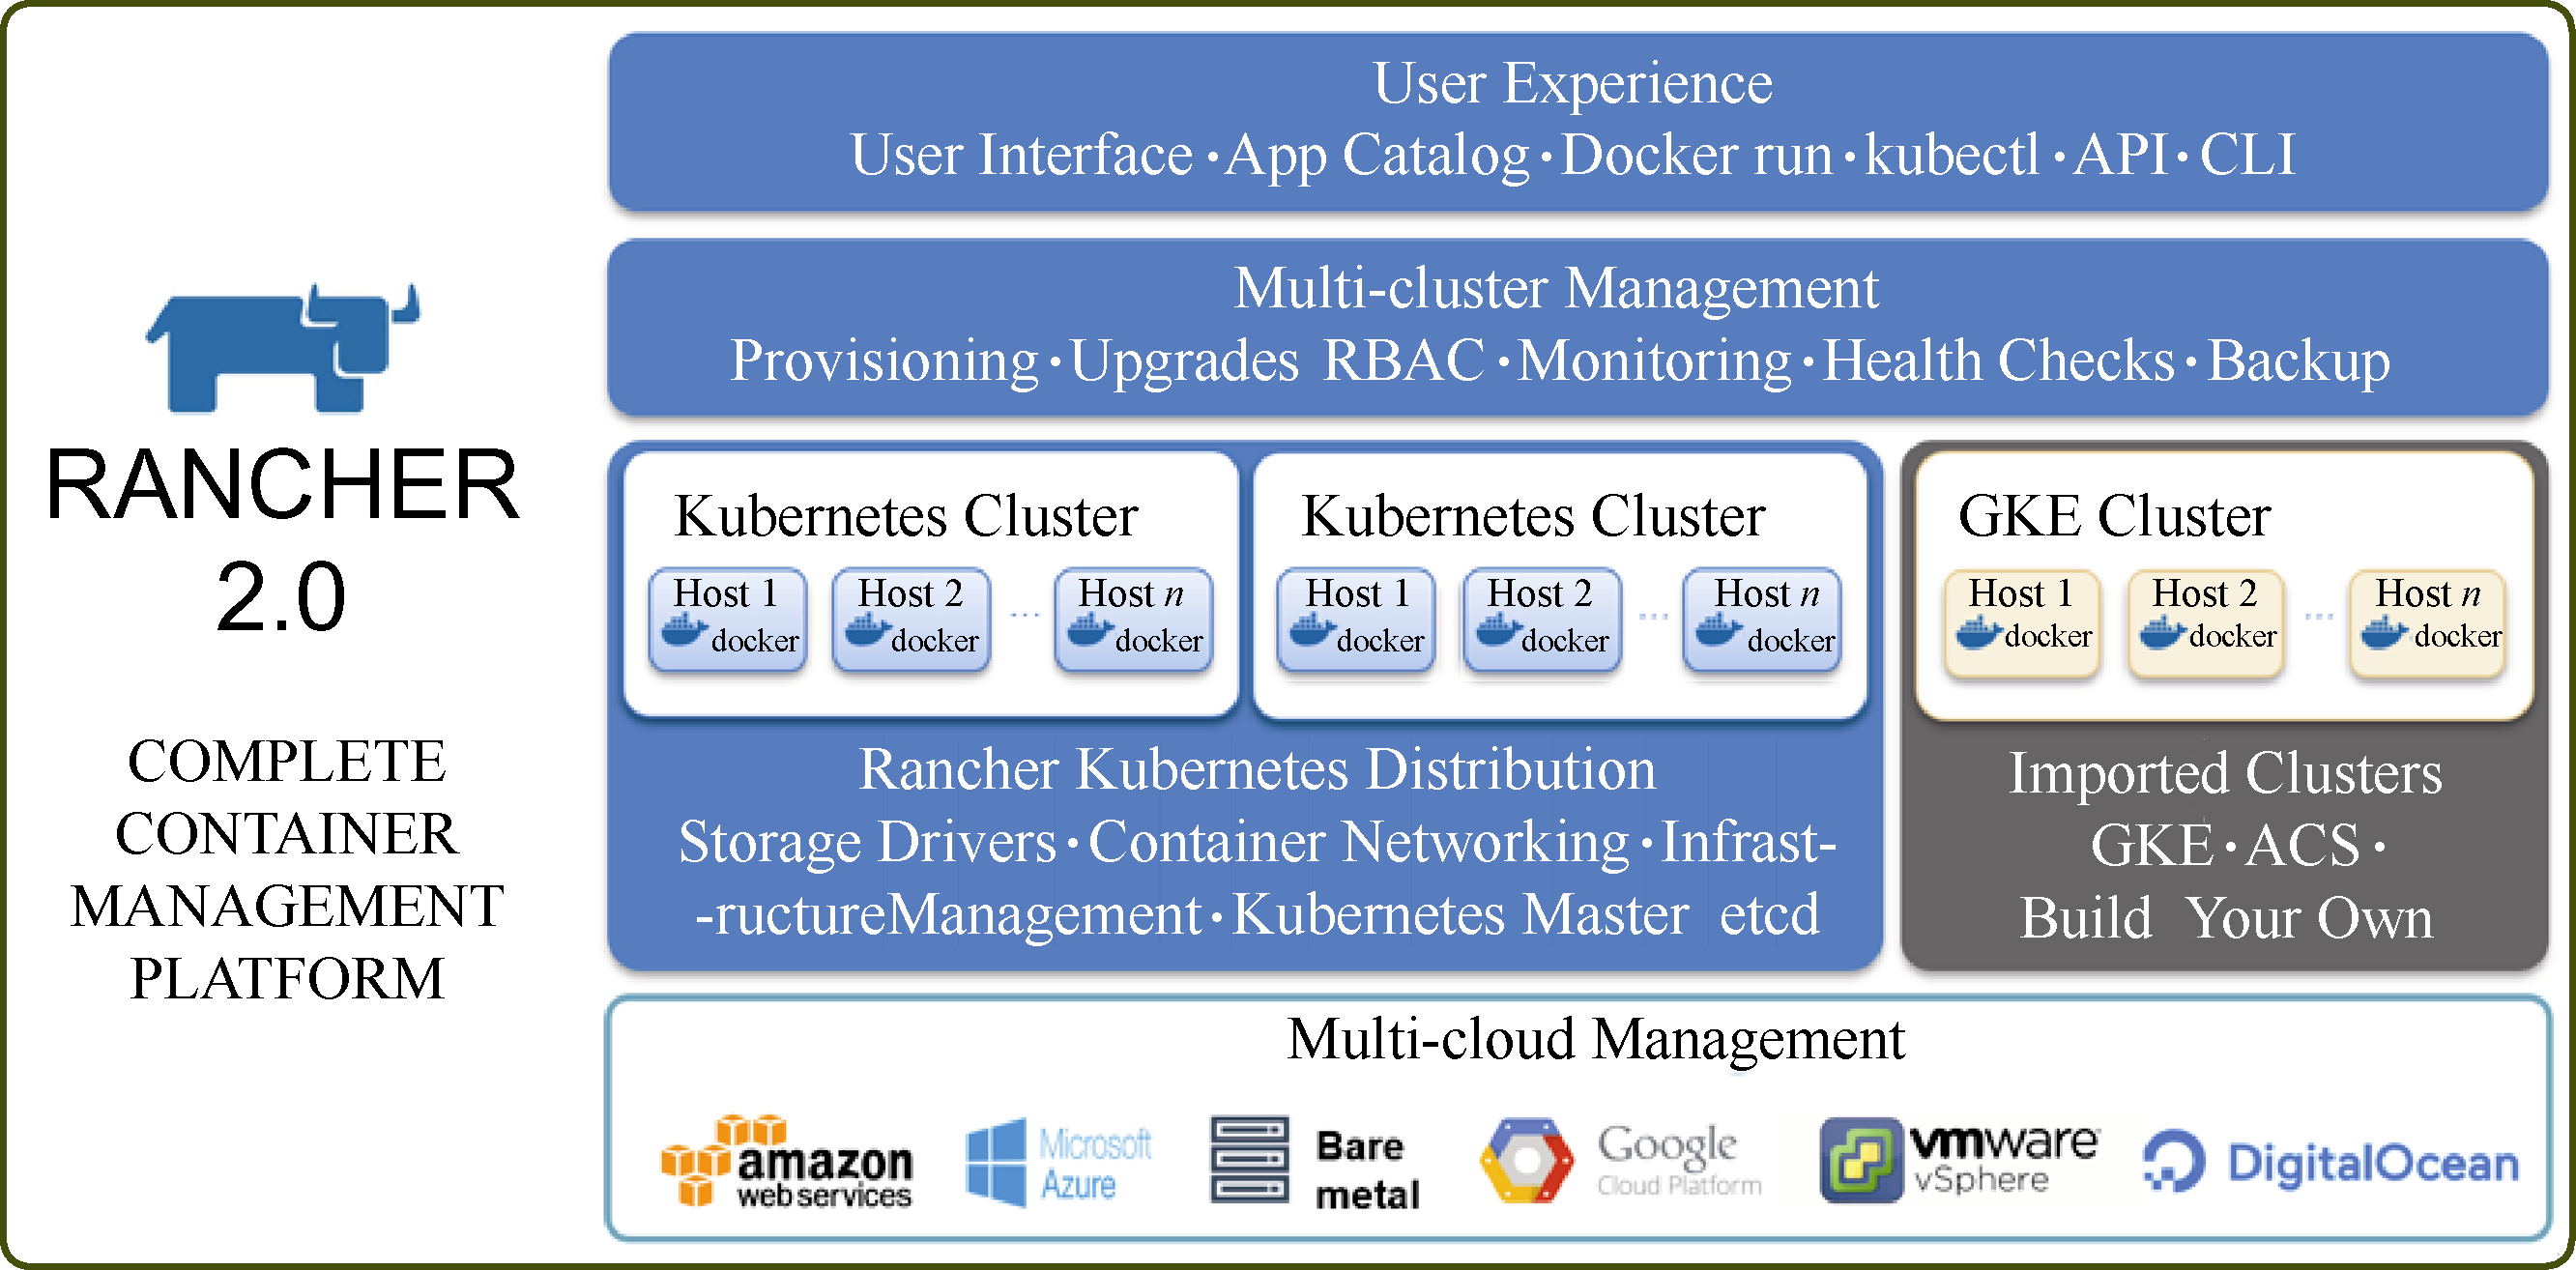 RANCHER
2.0
COMPLETE
CONTAINER
MANAGEMENT
PLATFORM
User Experience
User Interface·App Catalog·Docker run·kubectl·API·CLI
Multi-cluster Management
Provisioning·Upgrades RBAC·Monitoring·Health Checks·Backup
Kubernetes Cluster
Host 1
docker
Host 2
docker
...
Host n
docker
Kubernetes Cluster
Host 1
docker
Host 2
docker
...
Host n
docker
Rancher Kubernetes Distribution
Storage Drivers·Container Networking·Infrast-
-ructureManagement·Kubernetes Master etcd
GKE Cluster
Host 1
docker
Host 2
docker
...
Host n
docker
Imported Clusters
GKE·ACS·
Build Your Own
Multi-cloud Management
amazon
web services
Microsoft
Azure
Bare
metal
Google
Cloud Platform
vmware
vSphere
DigitalOcean